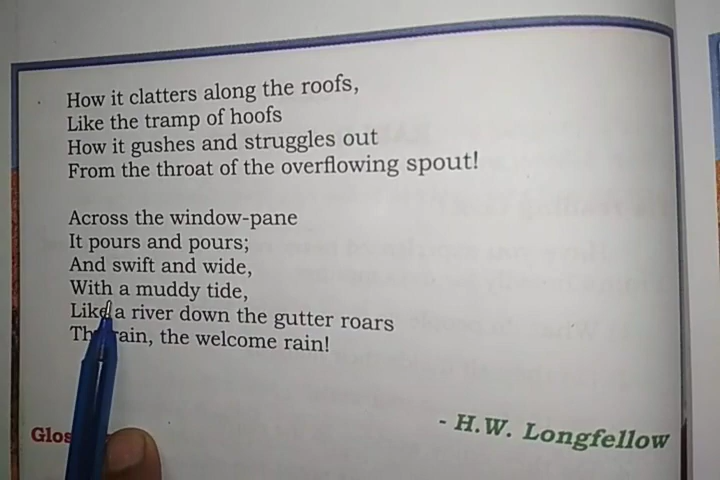 How it clatters along the roofs,
Like the tramp of hoofs
How it gushes and struggles out
From the throat of the overflowing spout!
Across the window-pane
It pours and pours;
And swift and wide,
With a muddy tide,
Like a river down the gutter roars
rain, the welcome rain!
- H.W. Longfellow